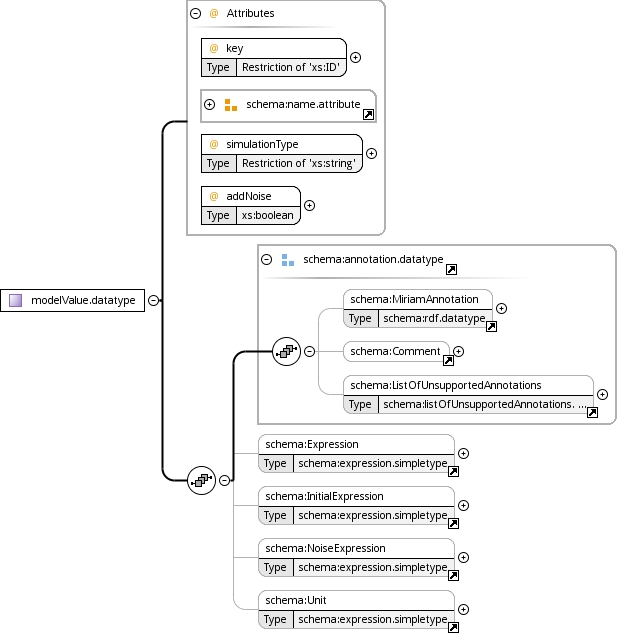 Attributes
key
Type Restriction of 'xs:ID'
schema:name.attribute
simulationType
Type Restriction of 'xs:string'
addNoise
Type xs:boolean
schema:annotation.datatype
modelValue.datatype
schema:MiriamAnnotation
Type schema:rdf.datatype
schema:Comment
schema:ListOfUnsupportedAnnotations
Type schema:listOfUnsupportedAnnotations. ...
schema:Expression
Type schema:expression.simpletype
schema:InitialExpression
Type schema:expression.simpletype
schema:NoiseExpression
Type schema:expression.simpletype
schema:Unit
Type schema:expression.simpletype